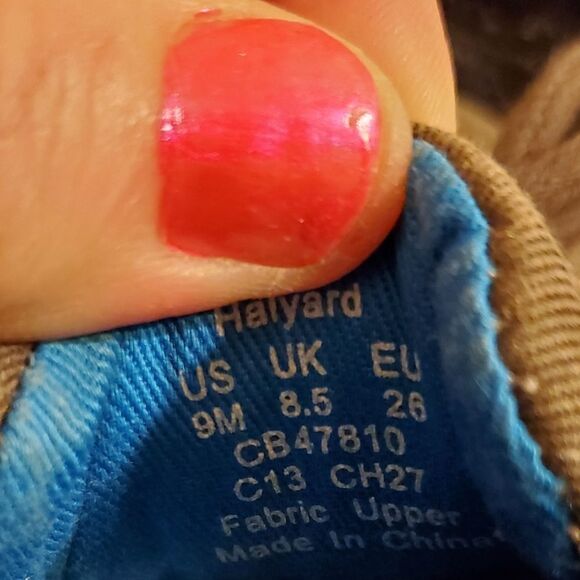 Halyard
US UK EU
9M 8.5 26
CB47810
C13 CH27
Fabric Upper
Made In China